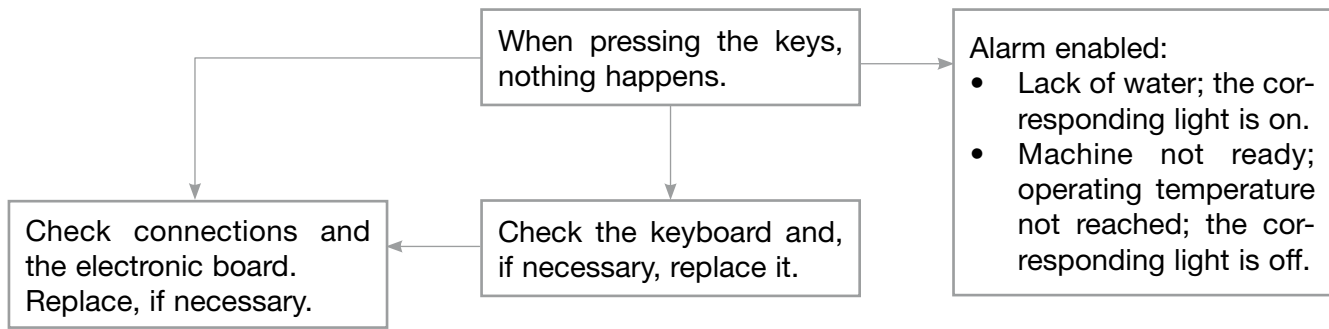 When pressing the keys,
nothing happens.
Alarm enabled:
• Lack of water; the cor-
responding light is on.
• Machine not ready;
operating temperature
not reached; the cor-
responding light is off.
Check connections and
the electronic board.
Replace, if necessary.
Check the keyboard and,
if necessary, replace it.